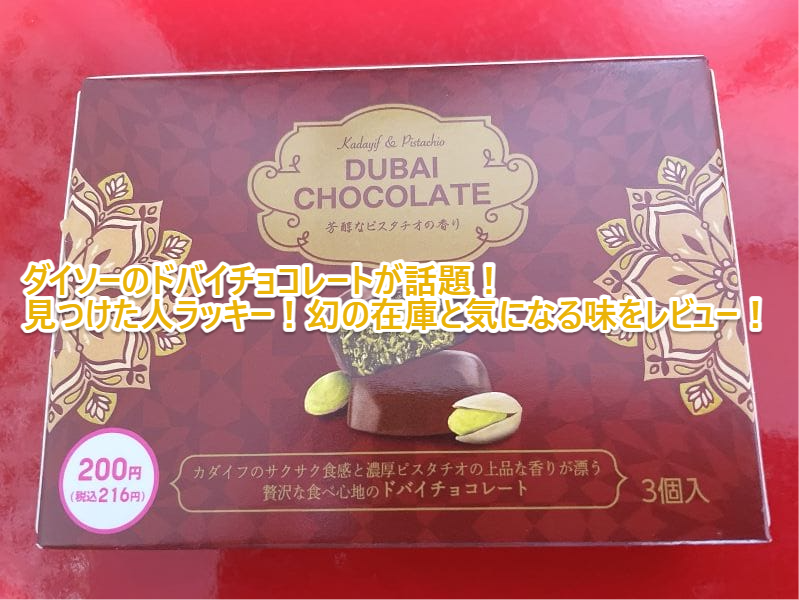 Kadayif & Pistachio
DUBAI
CHOCOLATE
芳醇なピスタチオの香り
ダイソーのドバイチョコレートが話題！
見つけた人ラッキー！幻の在庫と気になる味をレビュー！
200円
(税込216円)
カダイフのサクサク食感と濃厚ピスタチオの上品な香りが漂う
贅沢な食べ心地のドバイチョコレート
3個入